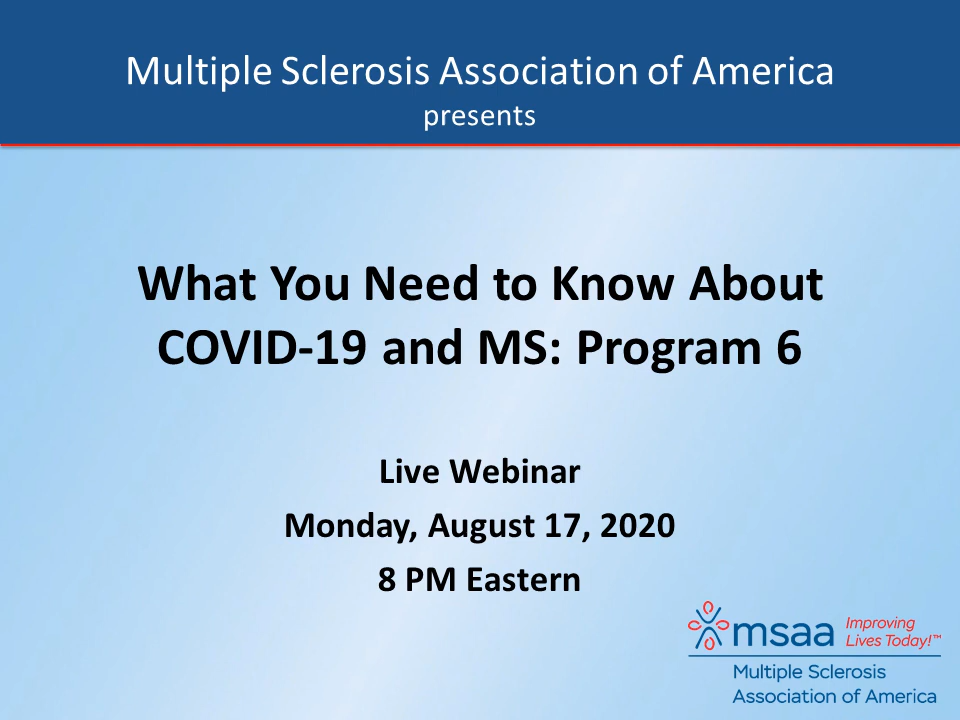 Multiple Sclerosis Association of America
presents
What You Need to Know About
COVID-19 and MS: Program 6
Live Webinar
Monday, August 17, 2020
8 PM Eastern
msaa
Improving
Lives Today!™
Multiple Sclerosis
Association of America